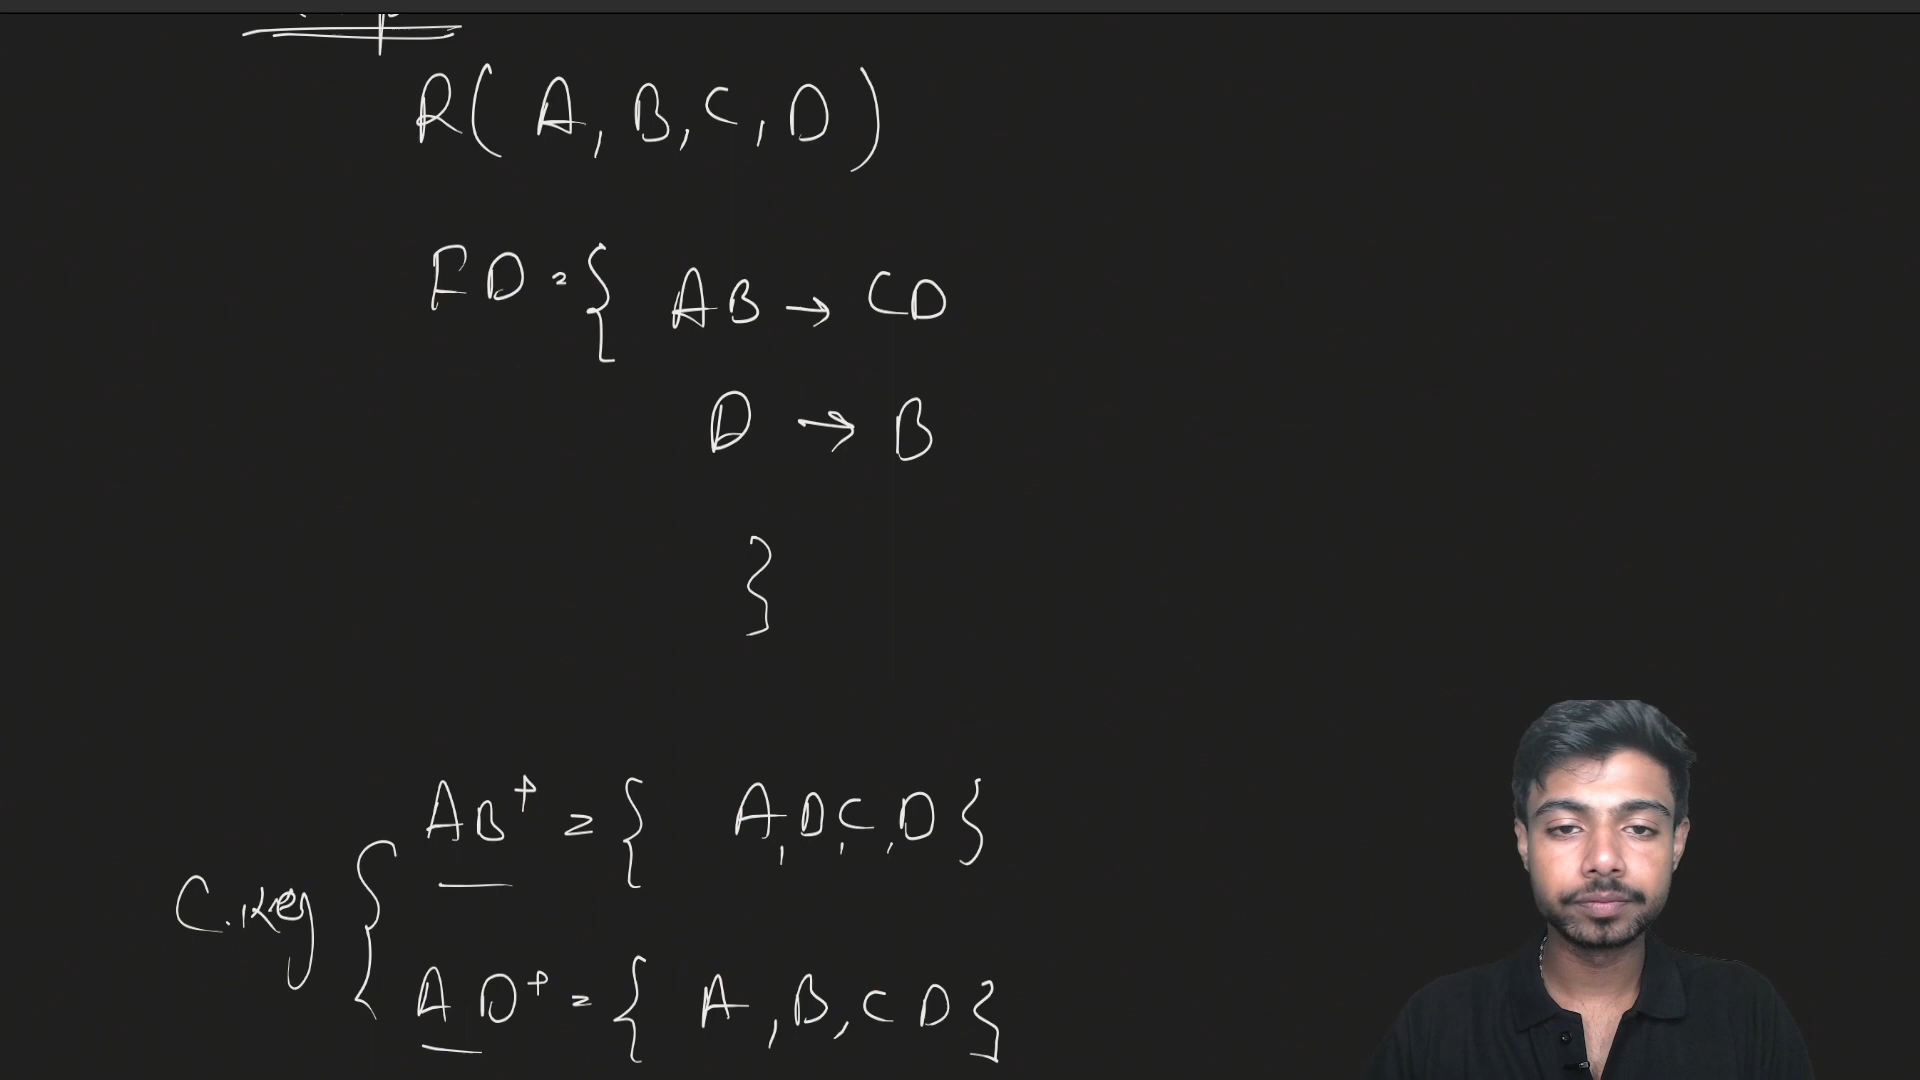 R( A, B, C, D )
FD = { AB → CD
D → B
}
AB⁺ = { A, B, C, D }
C.Key {
AD⁺ = { A, B, C D }